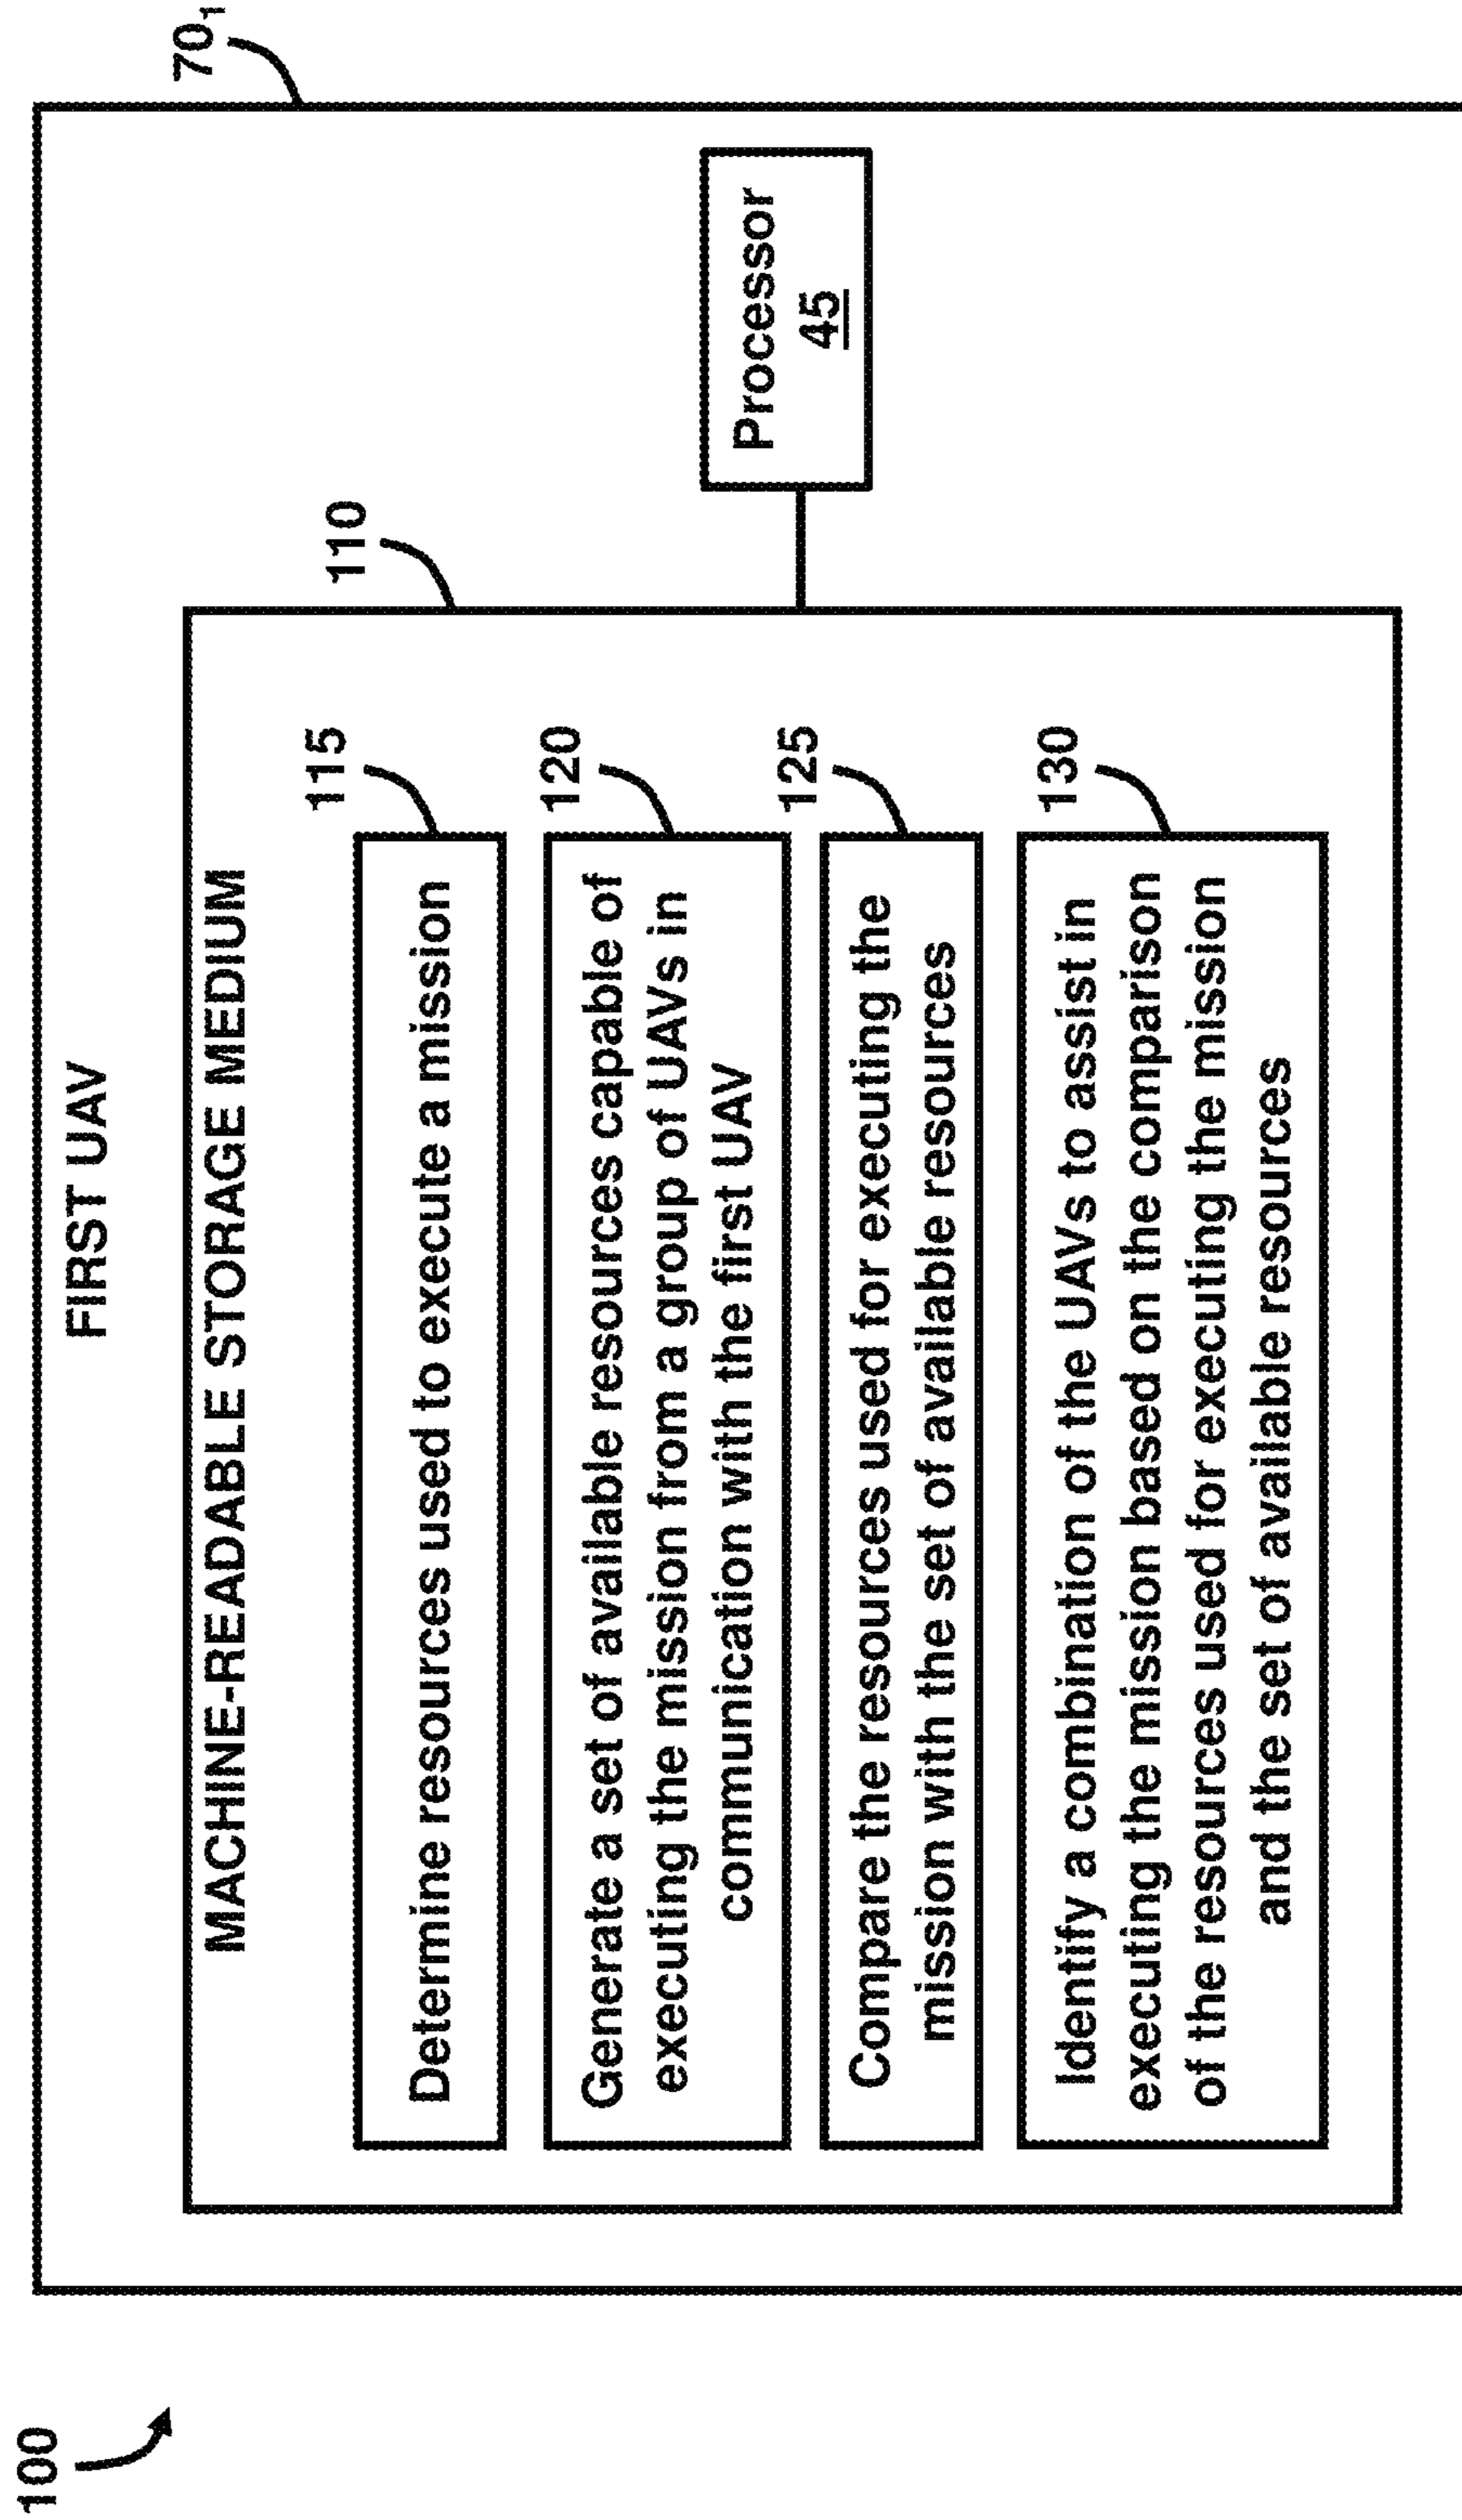 100
FIRST UAV
70₁
MACHINE-READABLE STORAGE MEDIUM
110
115
Determine resources used to execute a mission
120
Generate a set of available resources capable of
executing the mission from a group of UAVs in
communication with the first UAV
125
Compare the resources used for executing the
mission with the set of available resources
130
Identify a combination of the UAVs to assist in
executing the mission based on the comparison
of the resources used for executing the mission
and the set of available resources
Processor
45